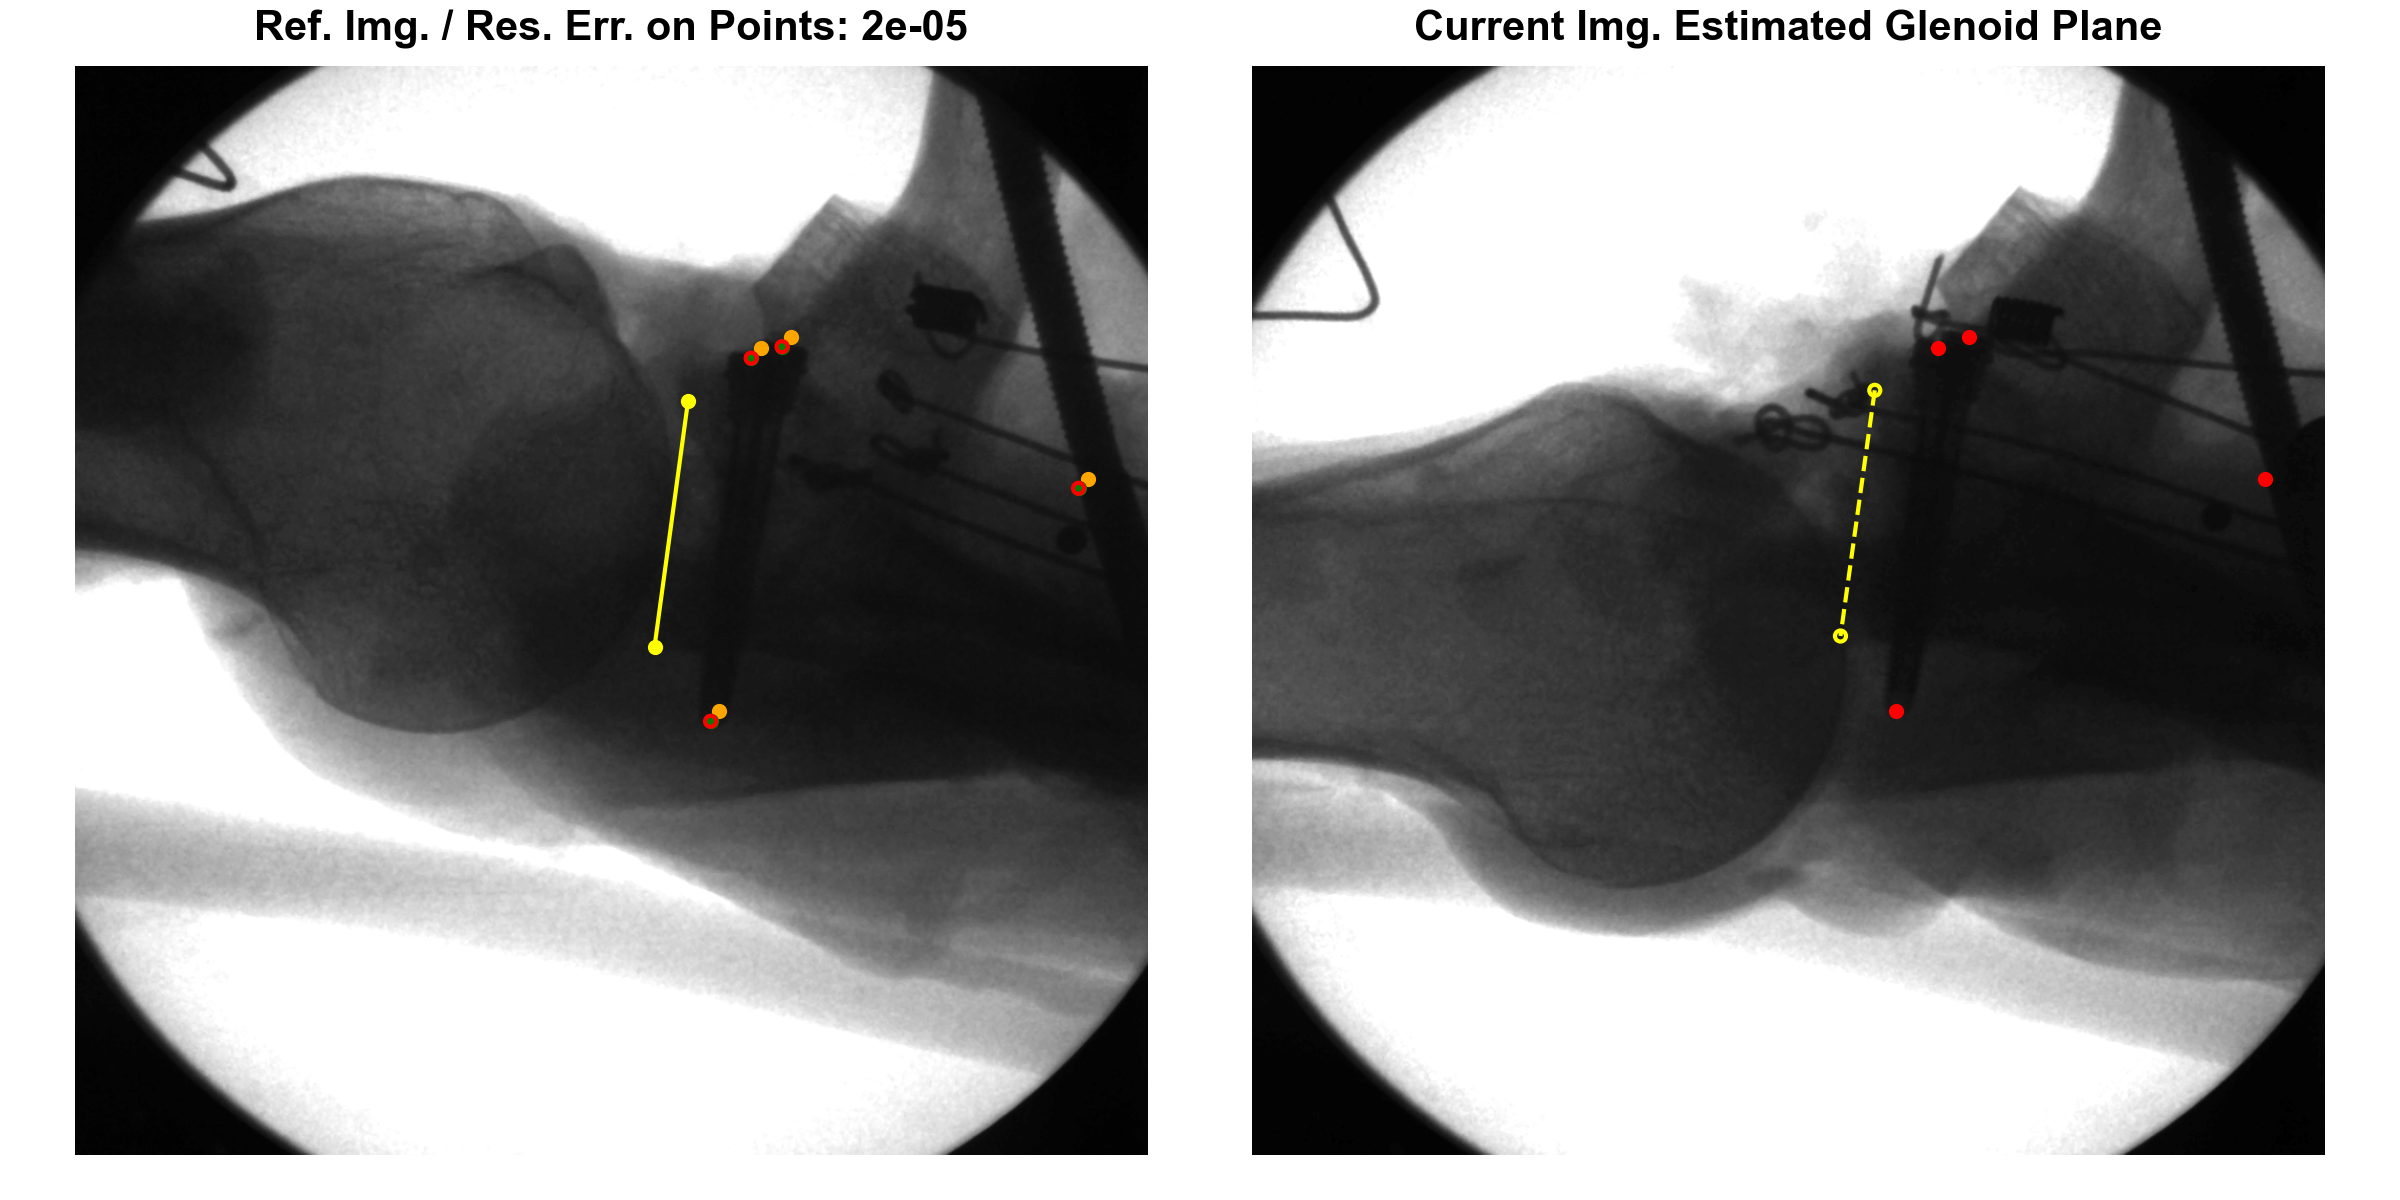 Ref. Img. / Res. Err. on Points: 2e-05
Current Img. Estimated Glenoid Plane